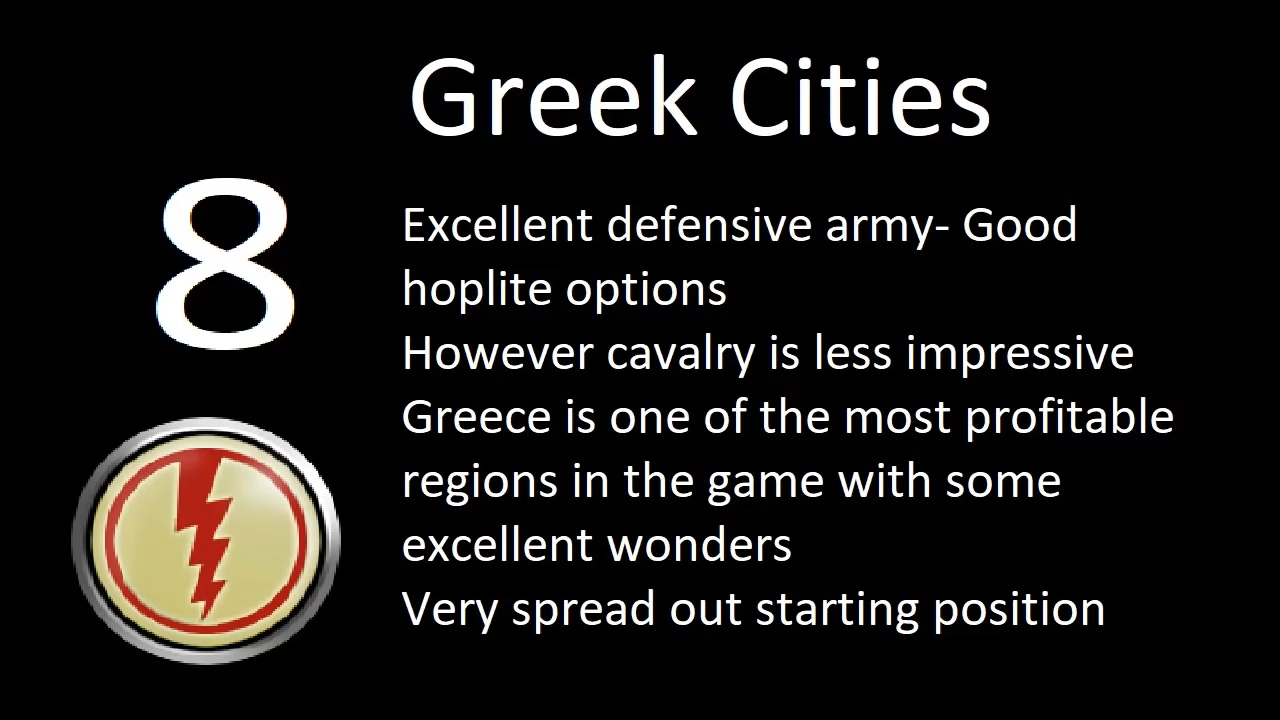 Greek Cities
8
Excellent defensive army- Good
hoplite options
However cavalry is less impressive
Greece is one of the most profitable
regions in the game with some
excellent wonders
Very spread out starting position